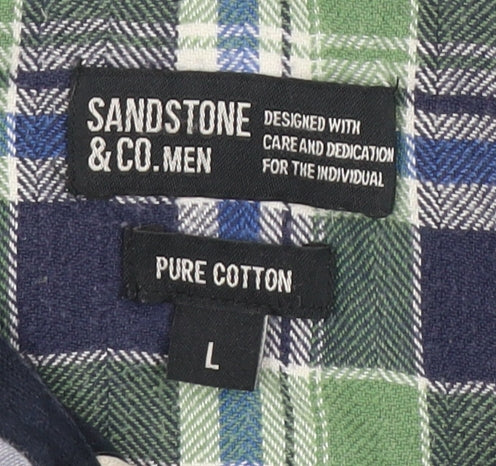 SANDSTONE
& CO. MEN
DESIGNED WITH
CARE AND DEDICATION
FOR THE INDIVIDUAL
PURE COTTON
L